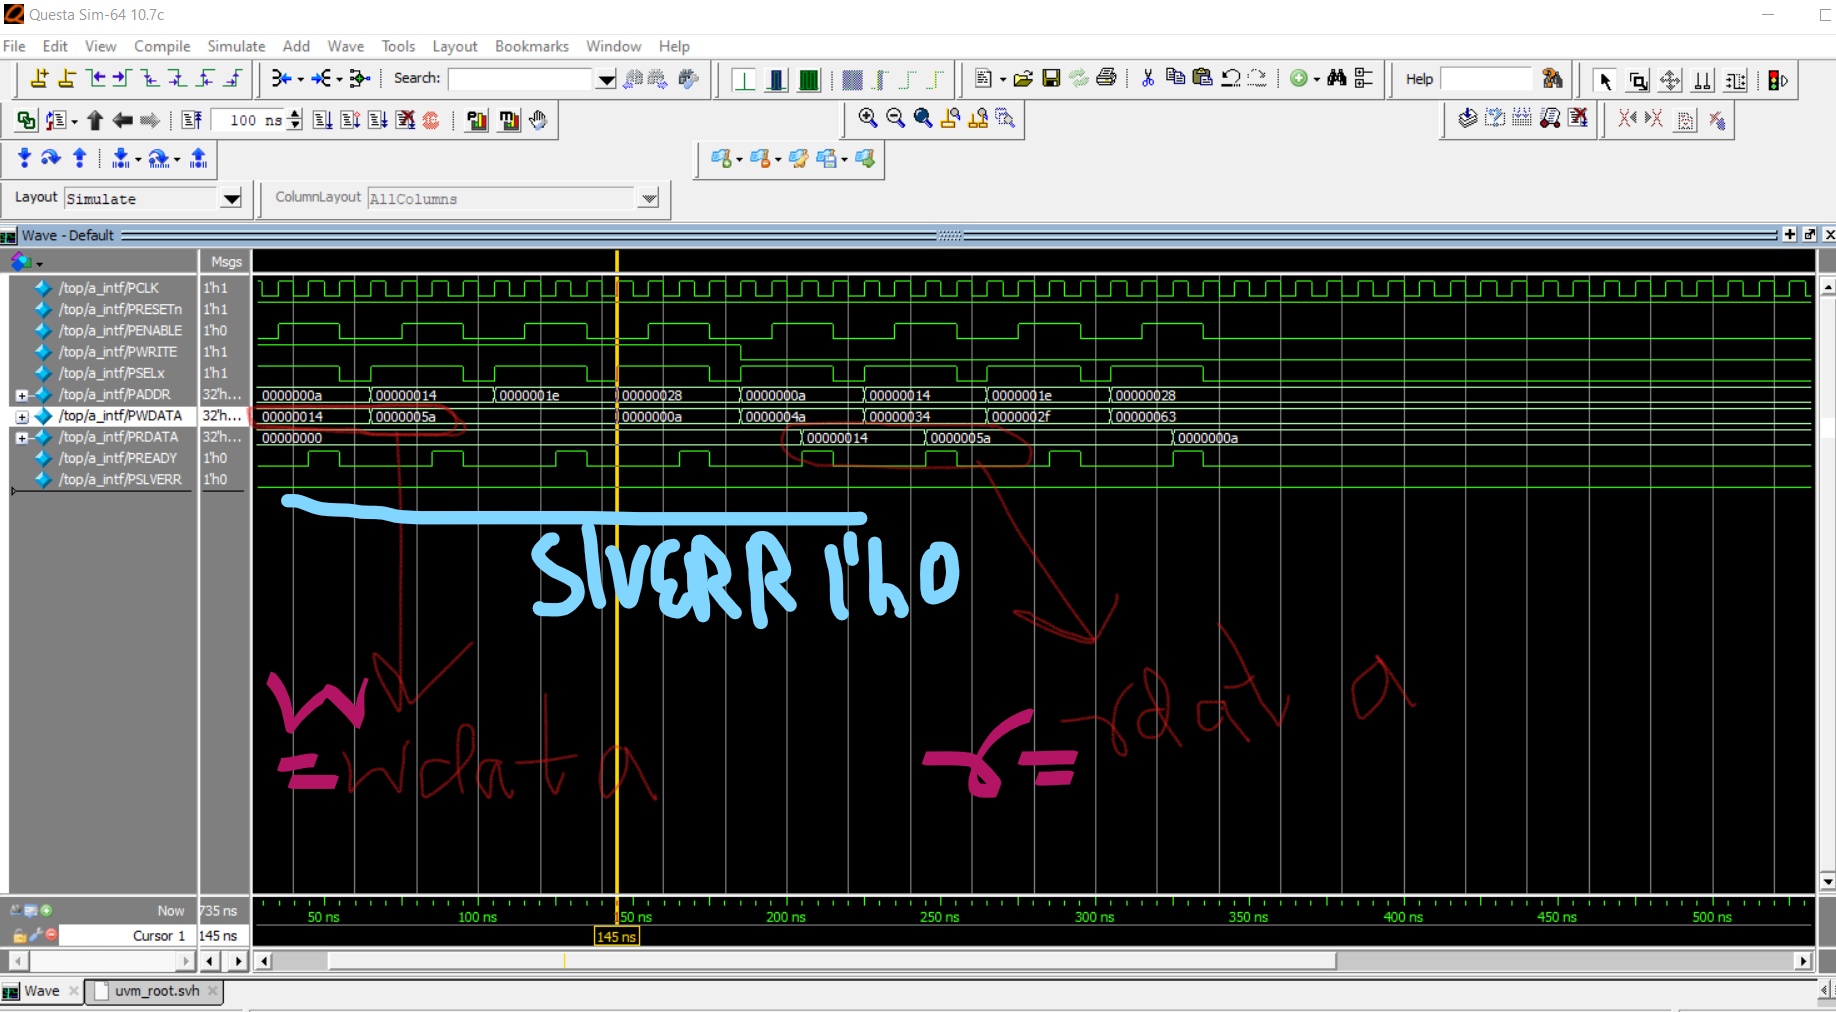 Questa Sim-64 10.7c
File Edit View Compile Simulate Add Wave Tools Layout Bookmarks Window Help
Search: Help
100 ns
Layout Simulate ColumnLayout AllColumns
Wave - Default
Msgs
/top/a_intf/PCLK 1'h1
/top/a_intf/PRESETn 1'h1
/top/a_intf/PENABLE 1'h0
/top/a_intf/PWRITE 1'h1
/top/a_intf/PSELx 1'h1
/top/a_intf/PADDR 32'h... 0000000a 00000014 0000001e 00000028 0000000a 00000014 0000001e 00000028
/top/a_intf/PWDATA 32'h... 00000014 0000005a 0000000a 0000004a 00000034 0000002f 00000063
/top/a_intf/PRDATA 32'h... 00000000 00000014 0000005a 0000000a
/top/a_intf/PREADY 1'h0
/top/a_intf/PSLVERR 1'h0
SlVERR 1'h0
W
= wdata
r = rdata
Now 735 ns 50 ns 100 ns 150 ns 200 ns 250 ns 300 ns 350 ns 400 ns 450 ns 500 ns
Cursor 1 145 ns 145 ns
Wave uvm_root.svh